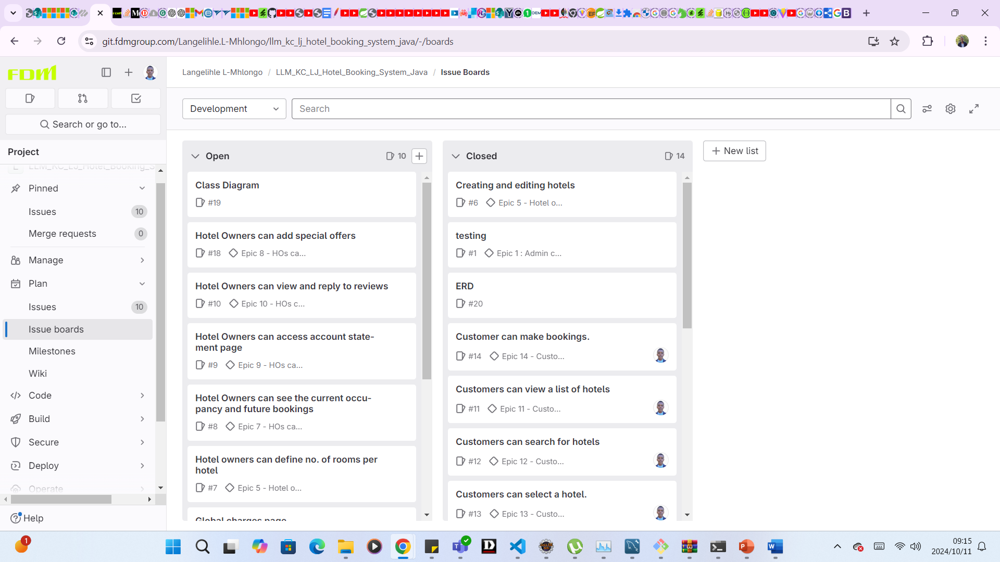 git.fdmgroup.com/Langelihle.L-Mhlongo/llm_kc_lj_hotel_booking_system_java/-/boards
FDM
Langelihle L-Mhlongo / LLM_KC_LJ_Hotel_Booking_System_Java / Issue Boards
Search or go to...
Development
Search
Project
LLM_KC_LJ_Hotel_Booking_S
Pinned
Issues 10
Merge requests 0
Manage
Plan
Issues 10
Issue boards
Milestones
Wiki
Code
Build
Secure
Deploy
Operate
Help
Open 10
Class Diagram
#19
Hotel Owners can add special offers
#18 Epic 8 - HOs ca...
Hotel Owners can view and reply to reviews
#10 Epic 10 - HOs c...
Hotel Owners can access account state-
ment page
#9 Epic 9 - HOs ca...
Hotel Owners can see the current occu-
pancy and future bookings
#8 Epic 7 - HOs ca...
Hotel owners can define no. of rooms per
hotel
#7 Epic 5 - Hotel o...
Global charges page
Closed 14
Creating and editing hotels
#6 Epic 5 - Hotel o...
testing
#1 Epic 1 : Admin c...
ERD
#20
Customer can make bookings.
#14 Epic 14 - Custo...
Customers can view a list of hotels
#11 Epic 11 - Custo...
Customers can search for hotels
#12 Epic 12 - Custo...
Customers can select a hotel.
#13 Epic 13 - Custo...
New list
1
09:15
2024/10/11